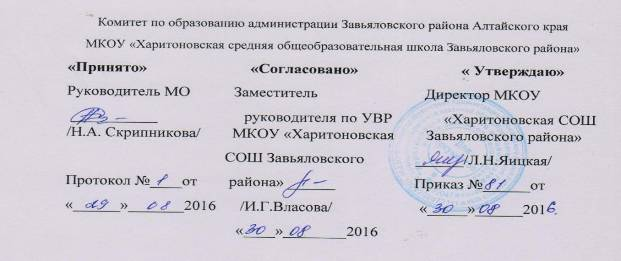 Комитет по образованию администрации Завьяловского района Алтайского края
МКОУ «Харитоновская средняя общеобразовательная школа Завьяловского района»
«Принято» «Согласовано» « Утверждаю»
Руководитель МО Заместитель Директор МКОУ
руководителя по УВР «Харитоновская СОШ
/Н.А. Скрипникова/ МКОУ «Харитоновская Завьяловского района»
СОШ Завьяловского /Л.Н.Яицкая/
Протокол № 1 от района» Приказ № 81 от
« 29 » 08 2016 /И.Г.Власова/ « 30 » 08 2016
« 30 » 08 2016